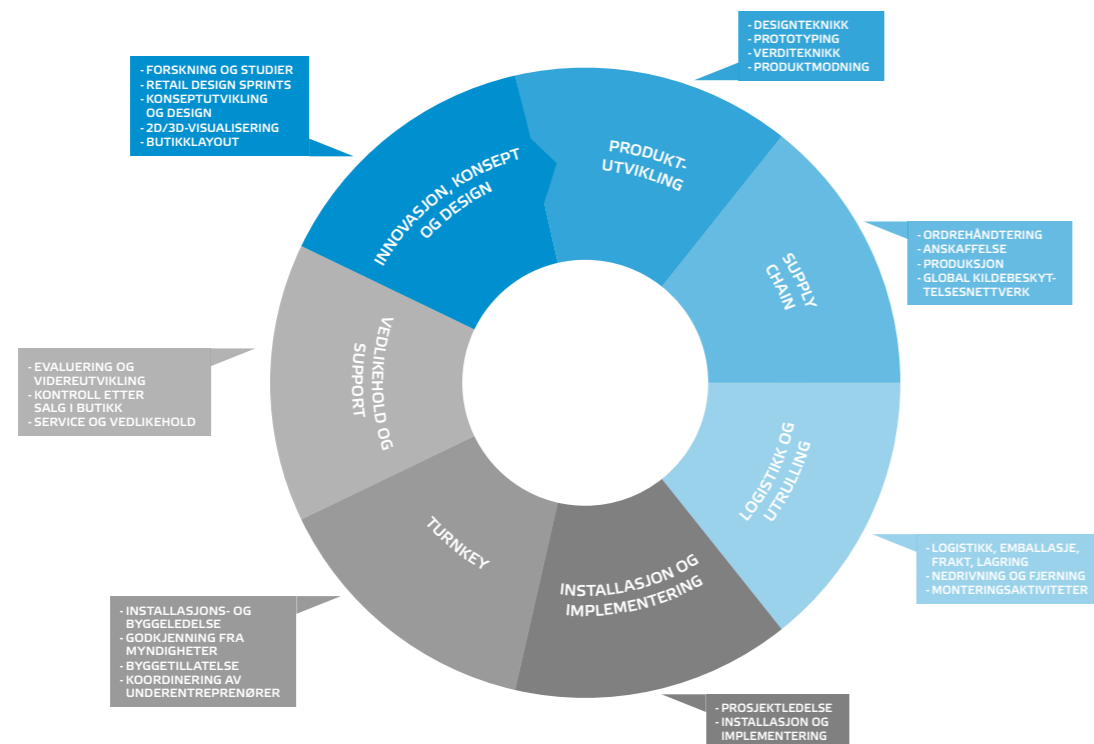 - FORSKNING OG STUDIER
- RETAIL DESIGN SPRINTS
- KONSEPTUTVIKLING
OG DESIGN
- 2D/3D-VISUALISERING
- BUTIKKLAYOUT
INNOVASJON, KONSEPT
OG DESIGN
- DESIGNTEKNIKK
- PROTOTYPING
- VERDITEKNIKK
- PRODUKTMODNING
PRODUKT-
UTVIKLING
- ORDREHÅNDTERING
- ANSKAFFELSE
- PRODUKSJON
- GLOBAL KILDEBESKYT-
TELSESNETTVERK
SUPPLY
CHAIN
- LOGISTIKK, EMBALLASJE,
FRAKT, LAGRING
- NEDRIVNING OG FJERNING
- MONTERINGSAKTIVITETER
LOGISTIKK OG
UTRULLING
- PROSJEKTLEDELSE
- INSTALLASJON OG
IMPLEMENTERING
INSTALLASJON OG
IMPLEMENTERING
- INSTALLASJONS- OG
BYGGELEDELSE
- GODKJENNING FRA
MYNDIGHETER
- BYGGETILLATELSE
- KOORDINERING AV
UNDERENTREPRENØRER
TURNKEY
- EVALUERING OG
VIDEREUTVIKLING
- KONTROLL ETTER
SALG I BUTIKK
- SERVICE OG VEDLIKEHOLD
VEDLIKEHOLD OG
SUPPORT